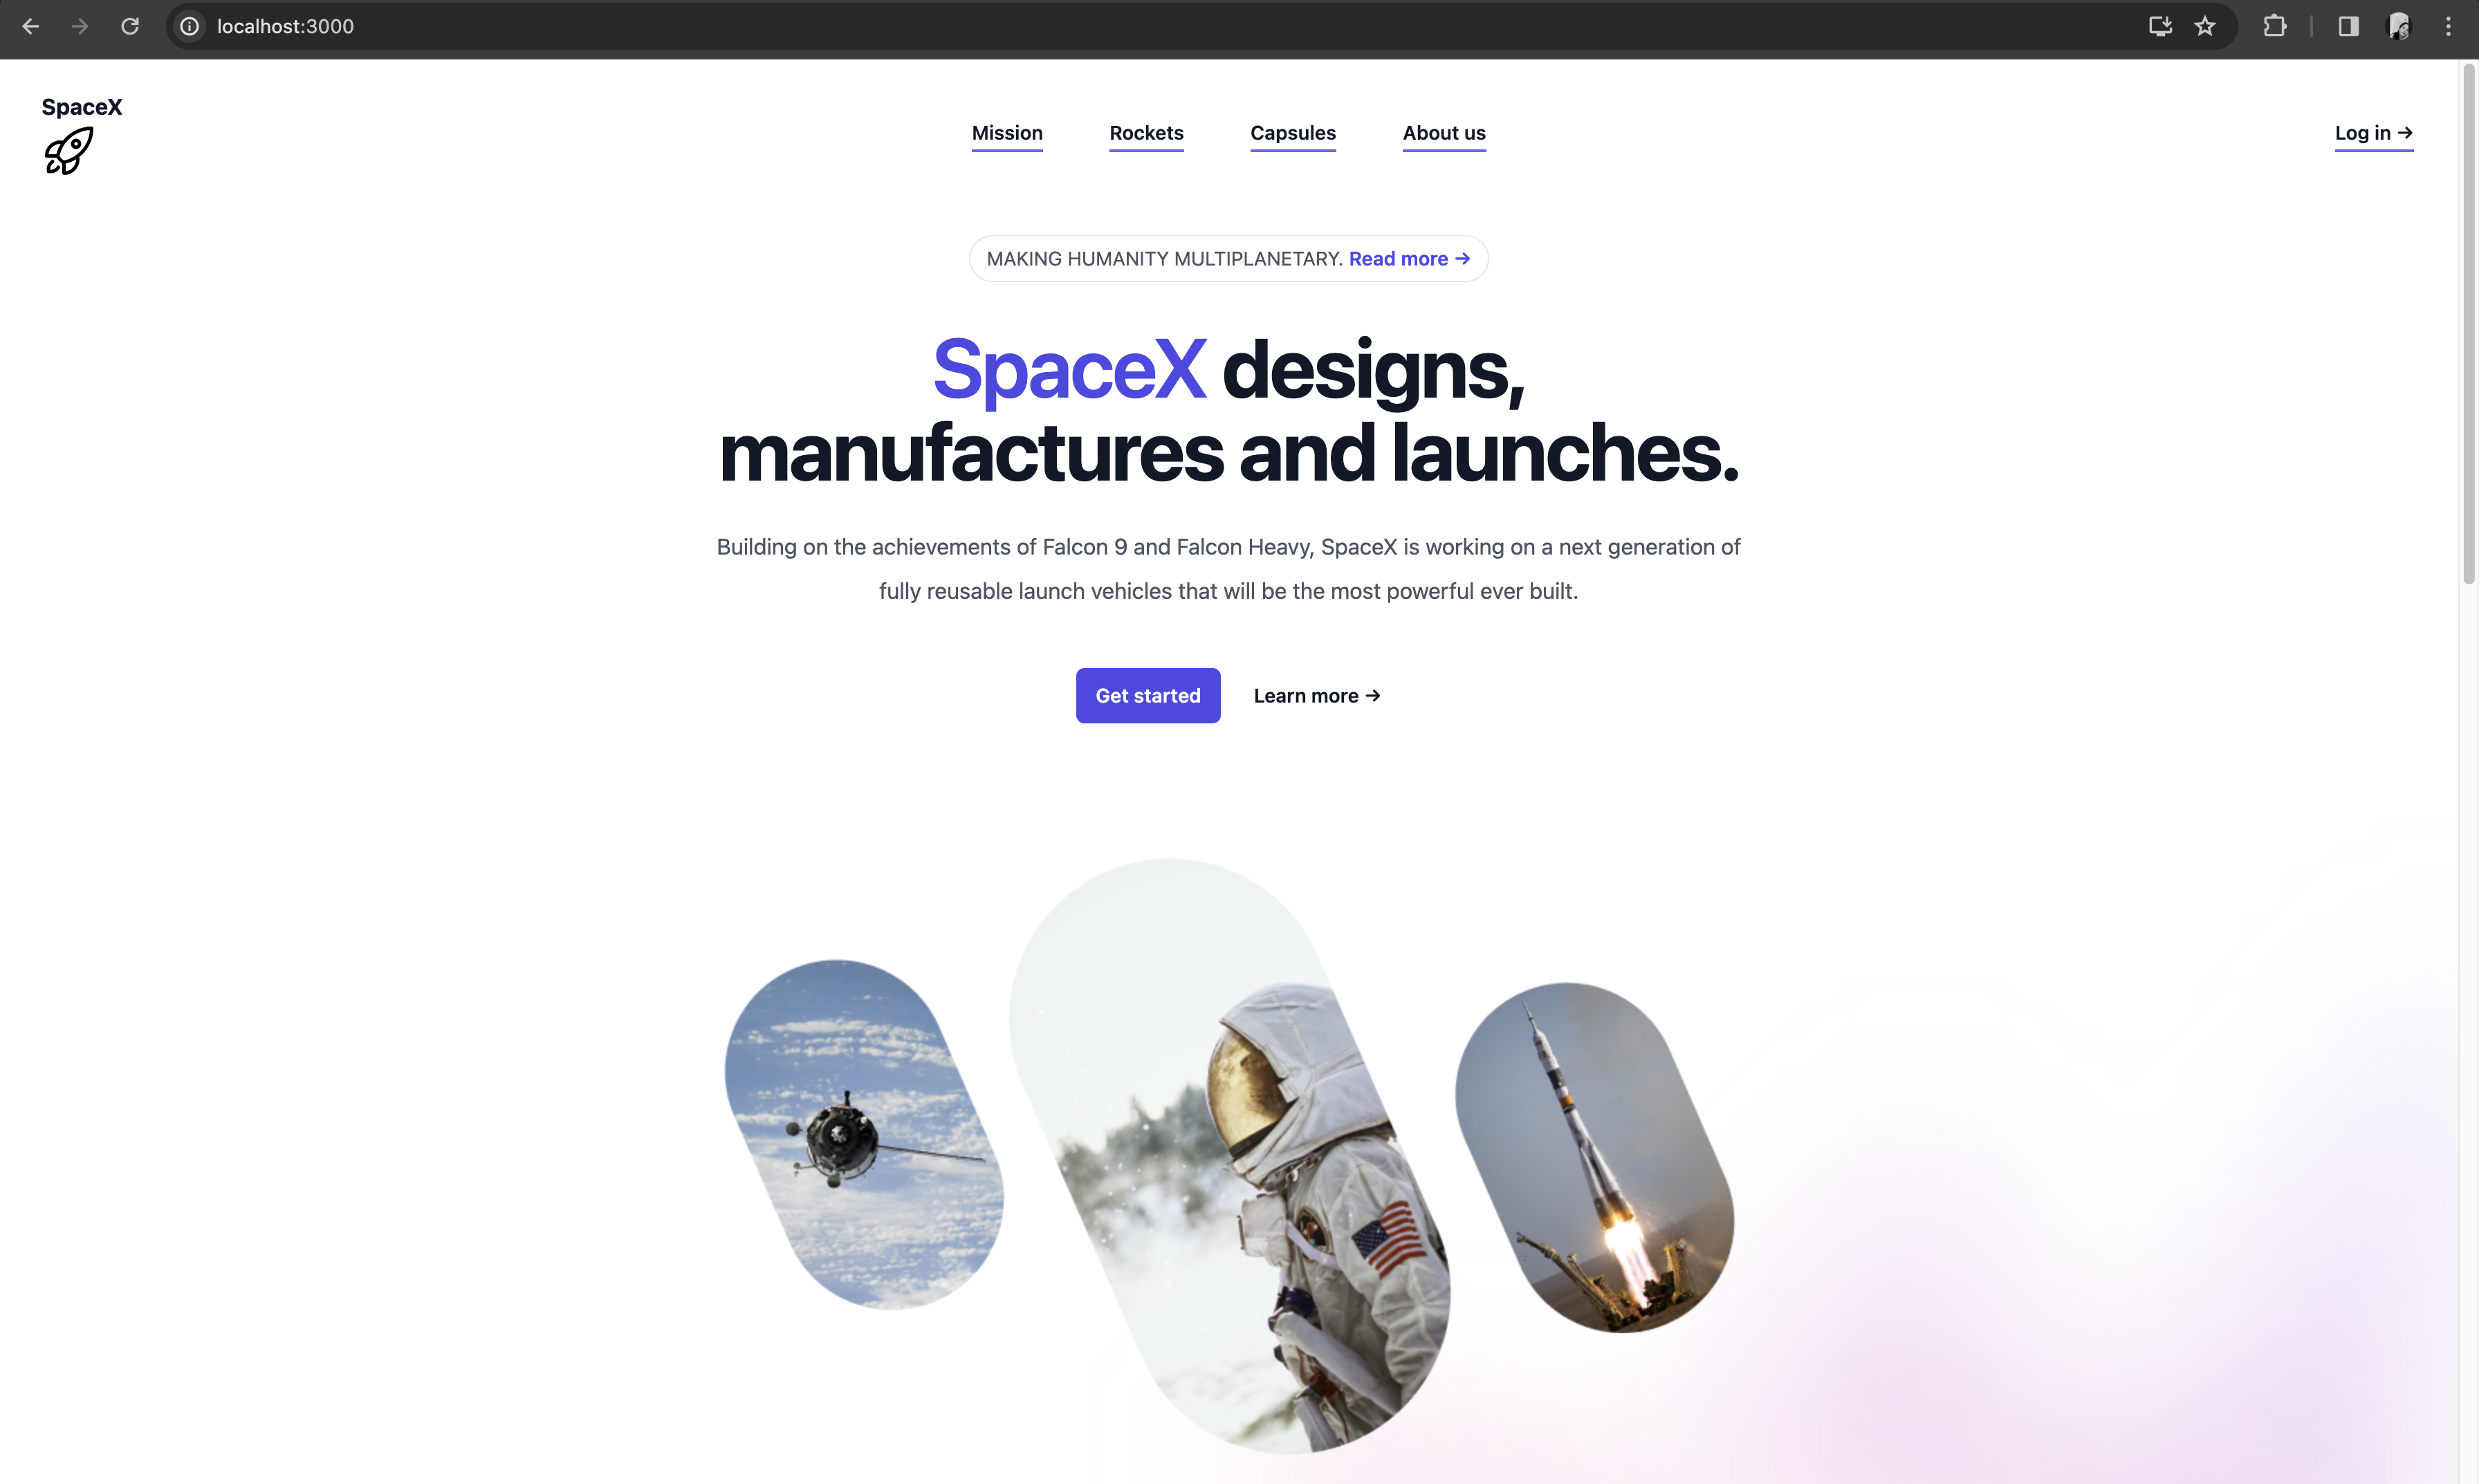 localhost:3000
SpaceX
Mission Rockets Capsules About us
Log in →
MAKING HUMANITY MULTIPLANETARY. Read more →
SpaceX designs,
manufactures and launches.
Building on the achievements of Falcon 9 and Falcon Heavy, SpaceX is working on a next generation of
fully reusable launch vehicles that will be the most powerful ever built.
Get started
Learn more →